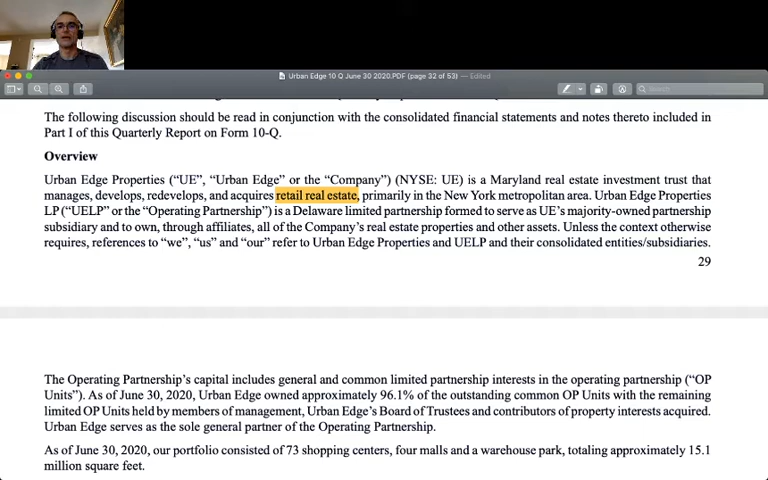 Urban Edge 10 Q June 30 2020.PDF (page 32 of 53) — Edited
Search
The following discussion should be read in conjunction with the consolidated financial statements and notes thereto included in
Part I of this Quarterly Report on Form 10-Q.
Overview
Urban Edge Properties (“UE”, “Urban Edge” or the “Company”) (NYSE: UE) is a Maryland real estate investment trust that
manages, develops, redevelops, and acquires retail real estate, primarily in the New York metropolitan area. Urban Edge Properties
LP (“UELP” or the “Operating Partnership”) is a Delaware limited partnership formed to serve as UE’s majority-owned partnership
subsidiary and to own, through affiliates, all of the Company’s real estate properties and other assets. Unless the context otherwise
requires, references to “we”, “us” and “our” refer to Urban Edge Properties and UELP and their consolidated entities/subsidiaries.
29
The Operating Partnership’s capital includes general and common limited partnership interests in the operating partnership (“OP
Units”). As of June 30, 2020, Urban Edge owned approximately 96.1% of the outstanding common OP Units with the remaining
limited OP Units held by members of management, Urban Edge’s Board of Trustees and contributors of property interests acquired.
Urban Edge serves as the sole general partner of the Operating Partnership.
As of June 30, 2020, our portfolio consisted of 73 shopping centers, four malls and a warehouse park, totaling approximately 15.1
million square feet.